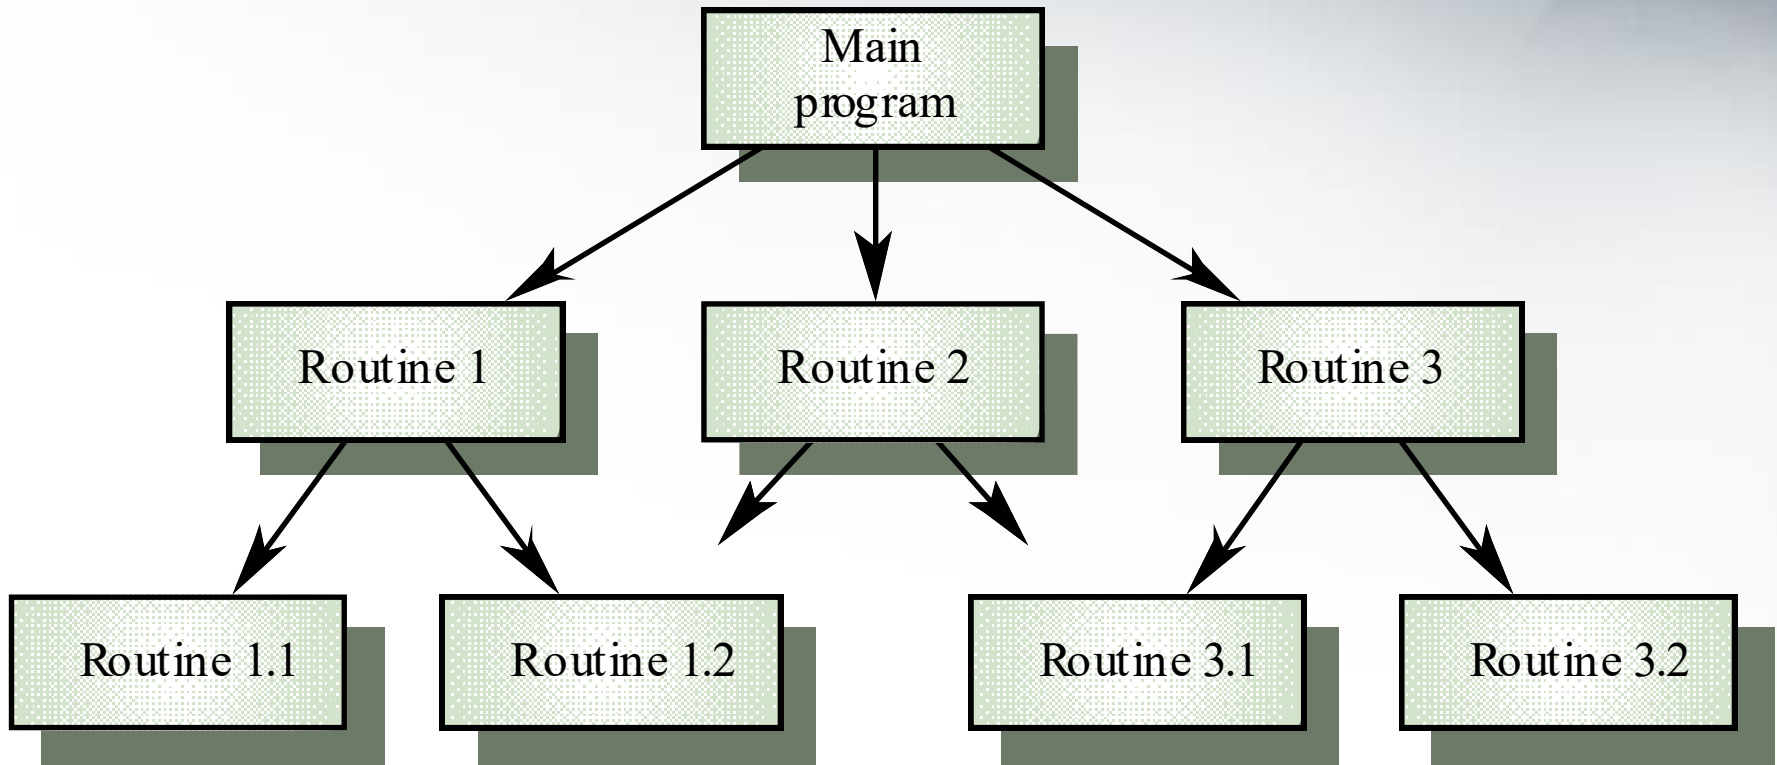 Main
program
Routine 1
Routine 2
Routine 3
Routine 1.1
Routine 1.2
Routine 3.1
Routine 3.2